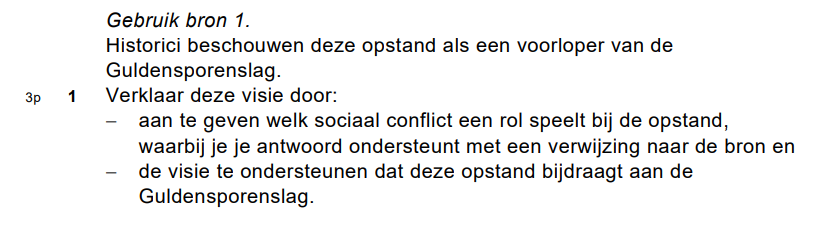 Gebruik bron 1.
Historici beschouwen deze opstand als een voorloper van de
Guldensporenslag.
3p 1 Verklaar deze visie door:
− aan te geven welk sociaal conflict een rol speelt bij de opstand,
waarbij je je antwoord ondersteunt met een verwijzing naar de bron en
− de visie te ondersteunen dat deze opstand bijdraagt aan de
Guldensporenslag.